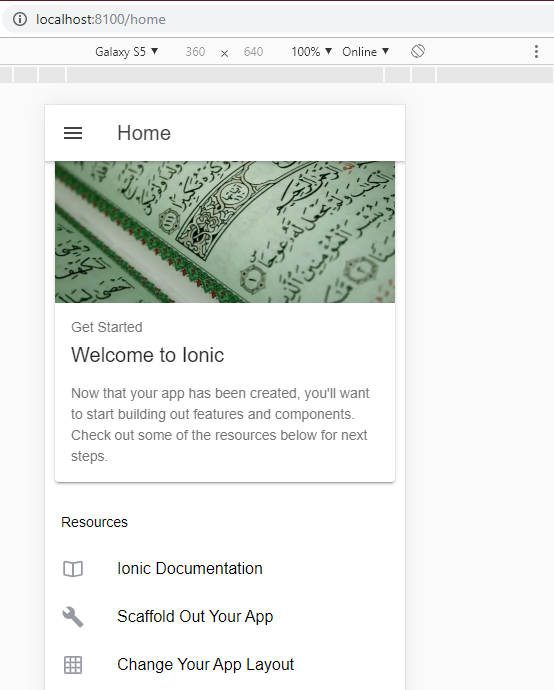 localhost:8100/home
Galaxy S5 ▼ 360 × 640 100% ▼ Online ▼
Home
Get Started
Welcome to Ionic
Now that your app has been created, you'll want
to start building out features and components.
Check out some of the resources below for next
steps.
Resources
Ionic Documentation
Scaffold Out Your App
Change Your App Layout